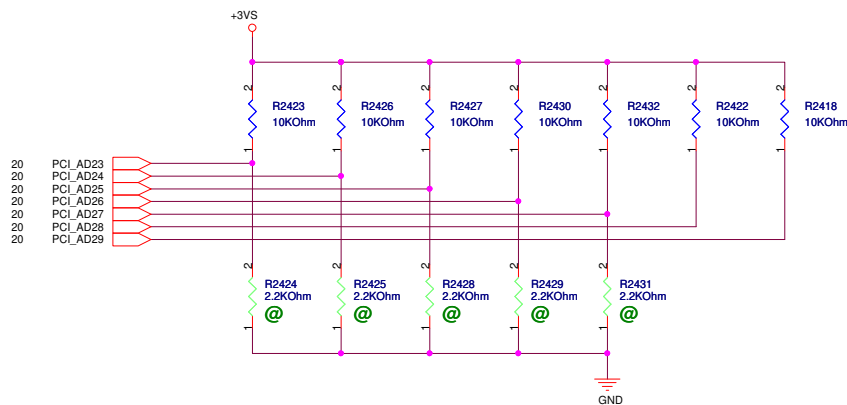 +3VS
2 2 2 2 2 2 2
R2423 R2426 R2427 R2430 R2432 R2422 R2418
10KOhm 10KOhm 10KOhm 10KOhm 10KOhm 10KOhm 10KOhm
1 1 1 1 1 1 1
20 PCI_AD23
20 PCI_AD24
20 PCI_AD25
20 PCI_AD26
20 PCI_AD27
20 PCI_AD28
20 PCI_AD29
2 2 2 2 2
R2424 R2425 R2428 R2429 R2431
2.2KOhm 2.2KOhm 2.2KOhm 2.2KOhm 2.2KOhm
@ @ @ @ @
1 1 1 1 1
GND